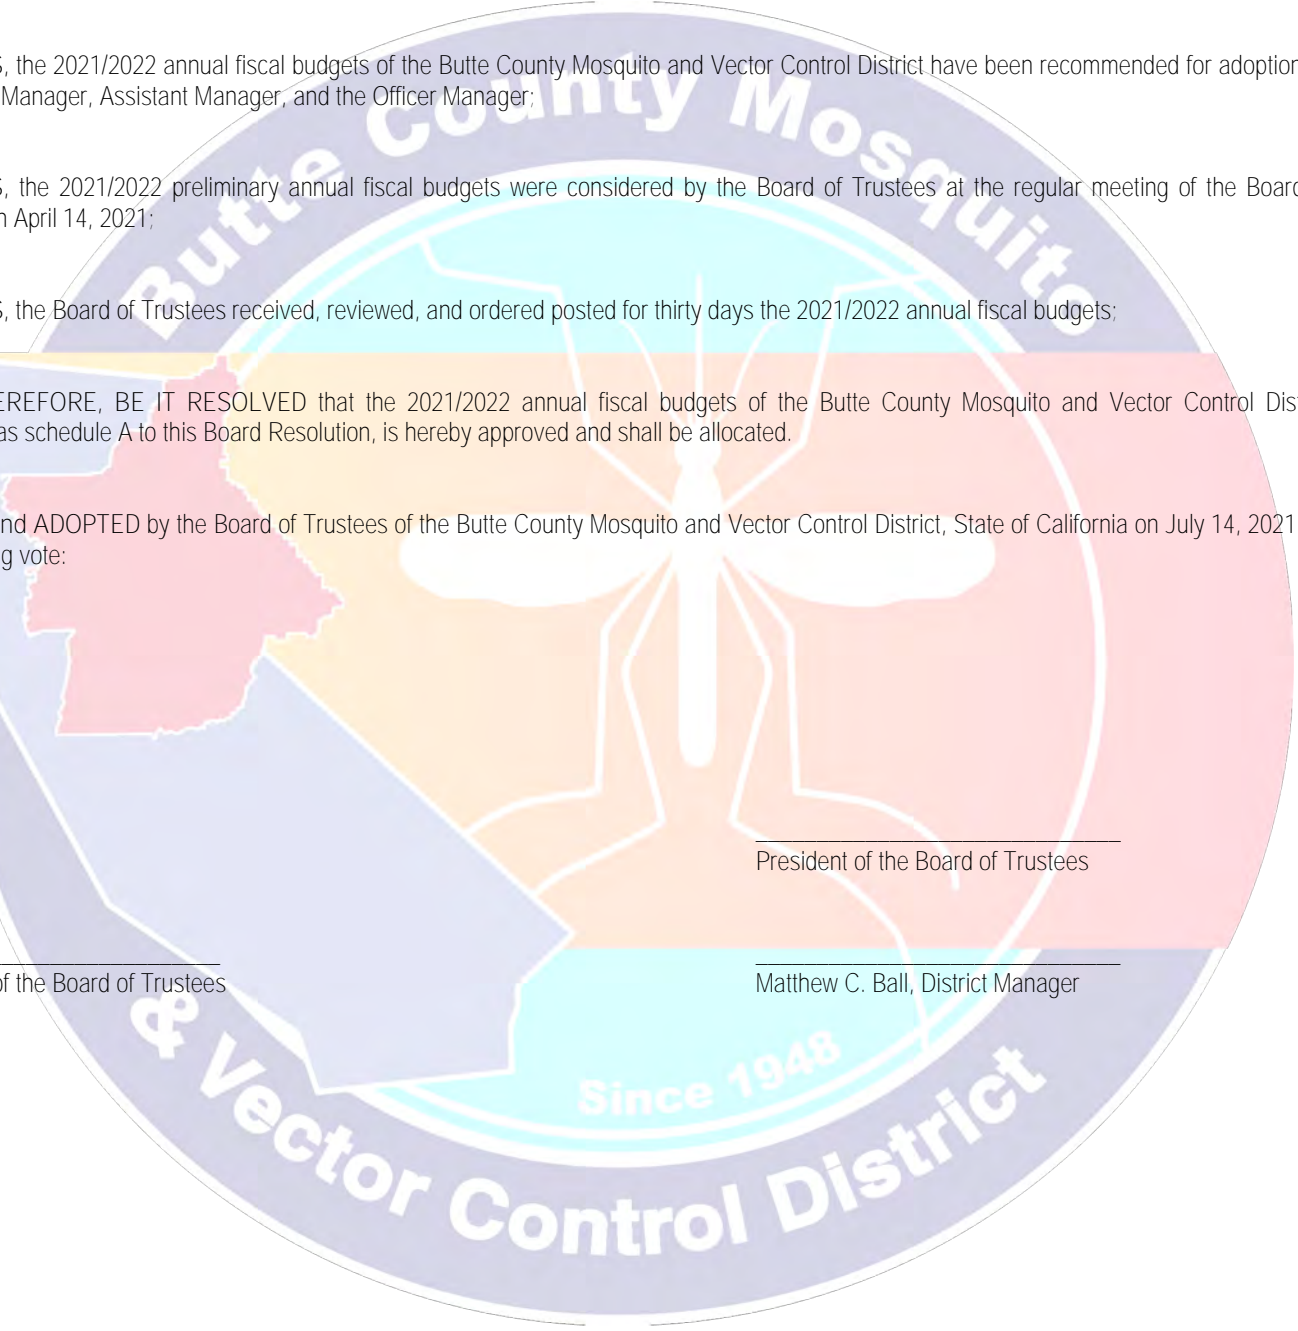 S, the 2021/2022 annual fiscal budgets of the Butte County Mosquito and Vector Control District have been recommended for adoption
Manager, Assistant Manager, and the Officer Manager;
S, the 2021/2022 preliminary annual fiscal budgets were considered by the Board of Trustees at the regular meeting of the Board
n April 14, 2021;
S, the Board of Trustees received, reviewed, and ordered posted for thirty days the 2021/2022 annual fiscal budgets;
EREFORE, BE IT RESOLVED that the 2021/2022 annual fiscal budgets of the Butte County Mosquito and Vector Control Dist
as schedule A to this Board Resolution, is hereby approved and shall be allocated.
nd ADOPTED by the Board of Trustees of the Butte County Mosquito and Vector Control District, State of California on July 14, 2021
g vote:
President of the Board of Trustees
of the Board of Trustees
Matthew C. Ball, District Manager
Butte County Mosquito
& Vector Control District
Since 1948